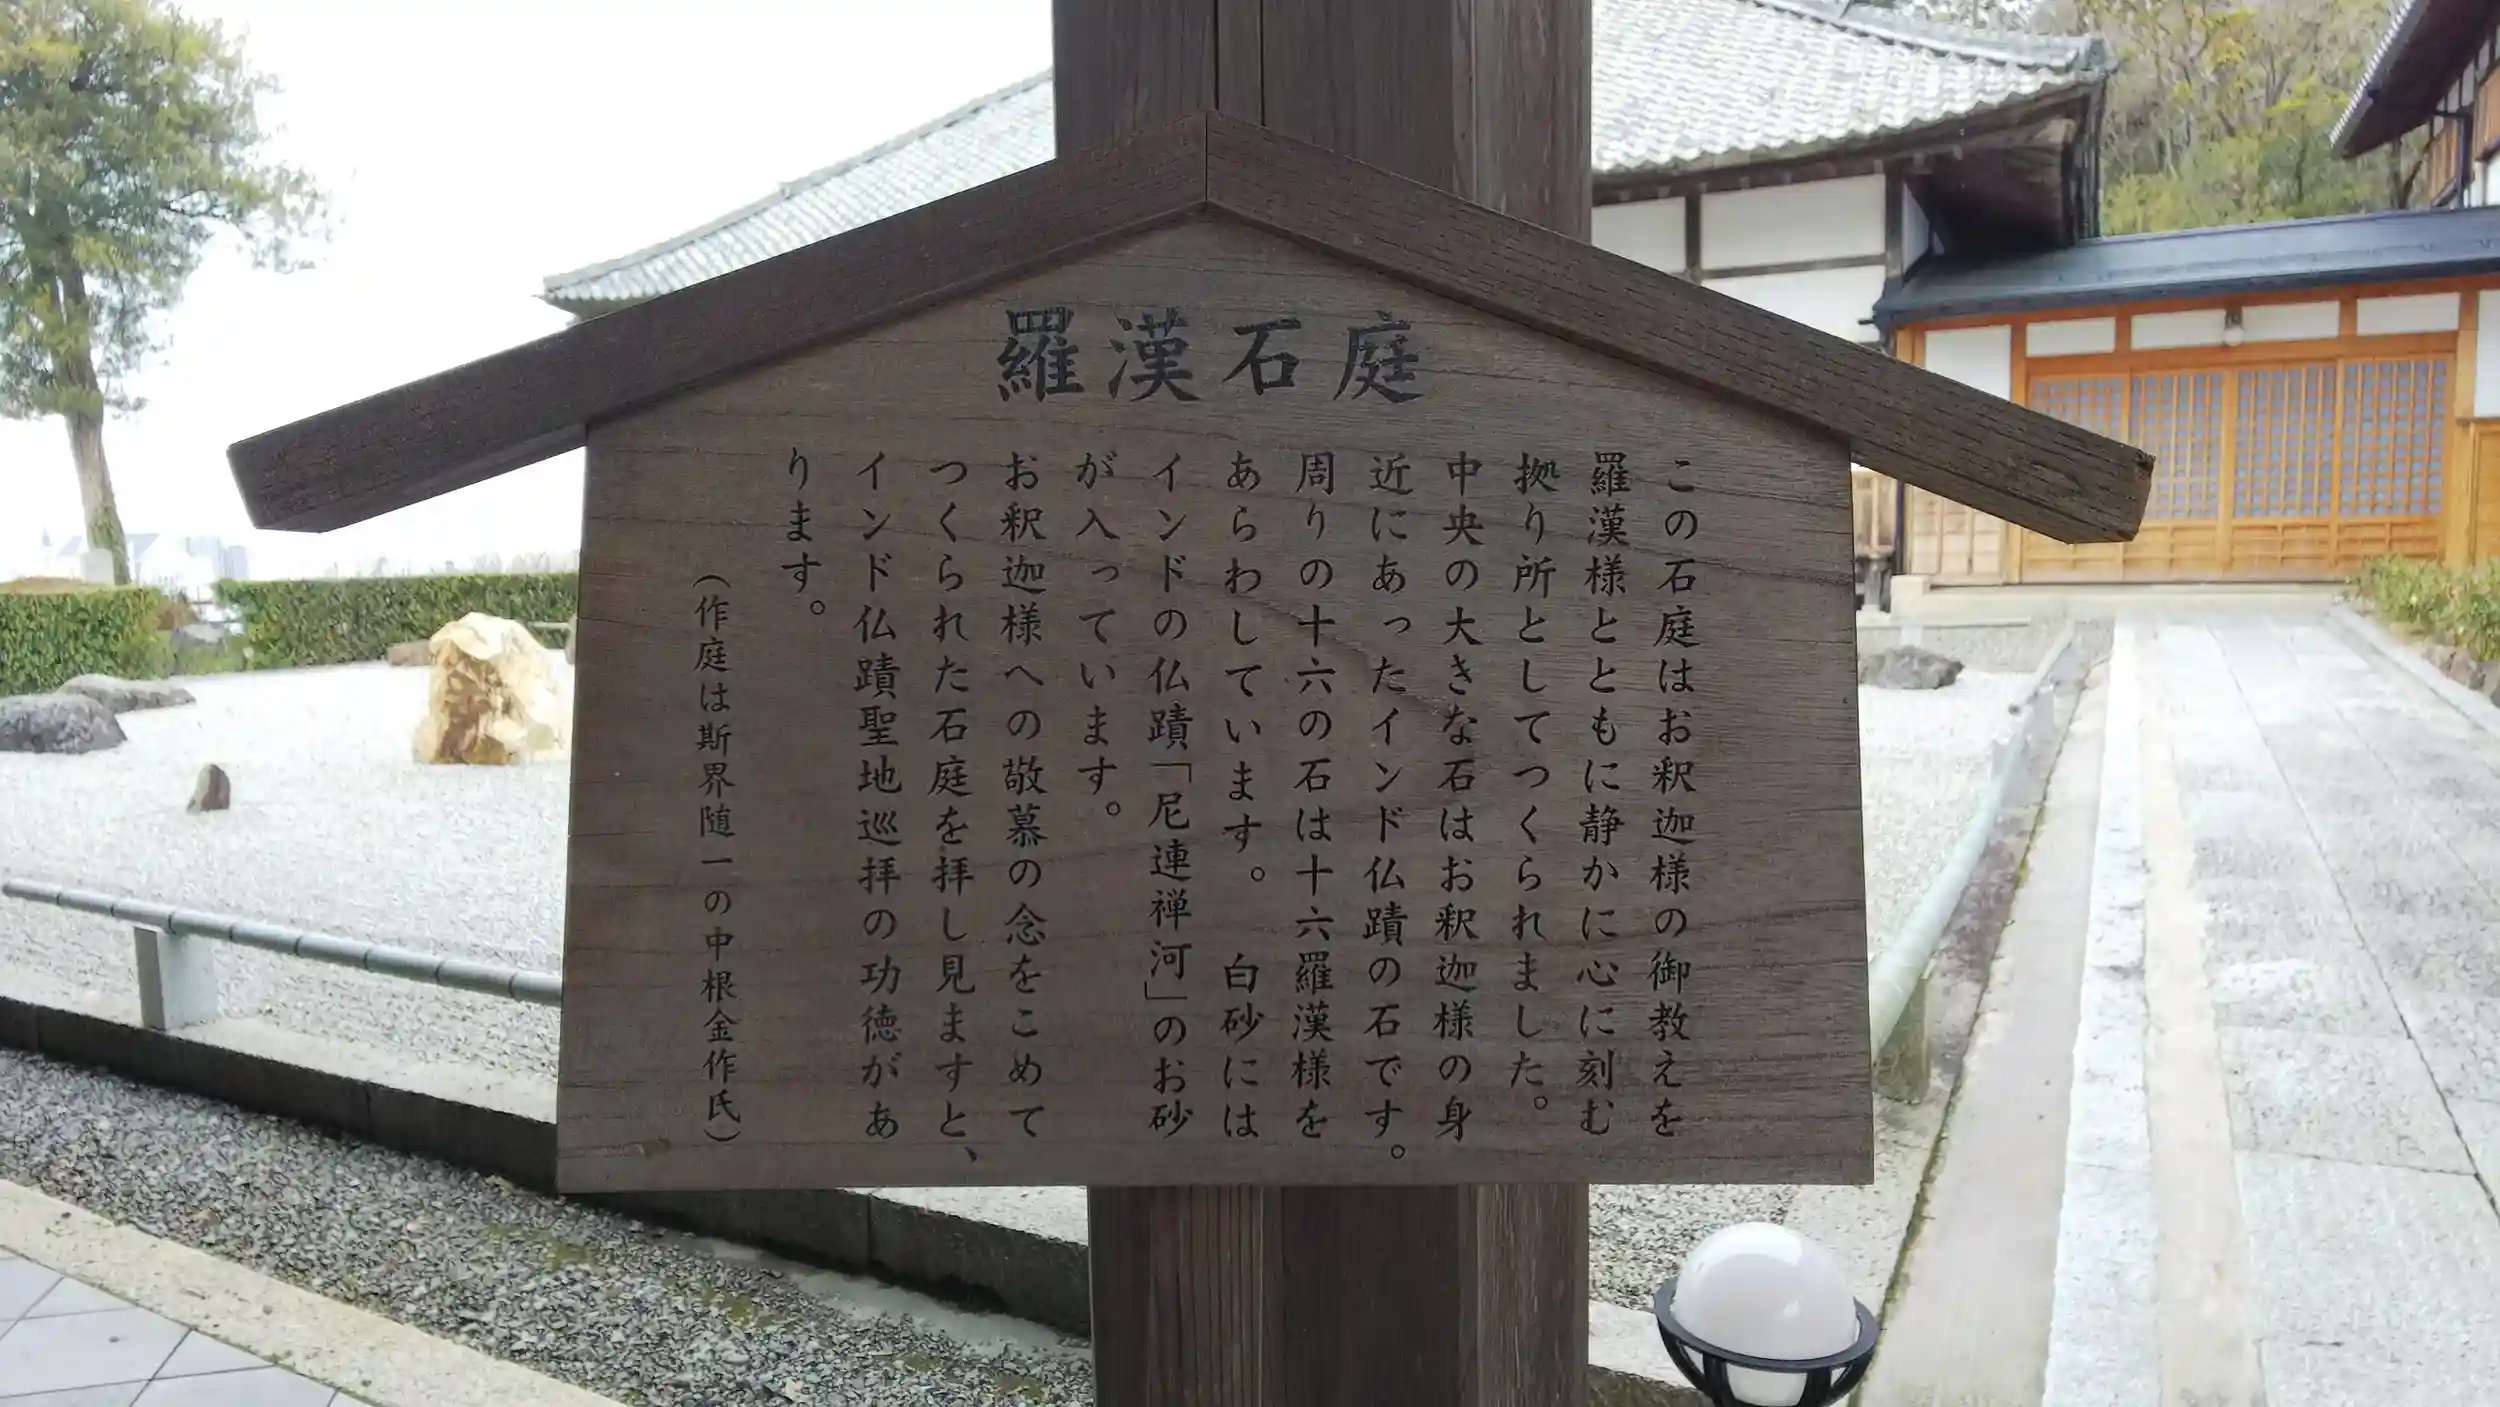 羅漢石庭
この石庭はお釈迦様の御教えを
羅漢様とともに静かに心に刻む
拠り所としてつくられました。
中央の大きな石はお釈迦様の身
近にあったインド仏蹟の石です。
周りの十六の石は十六羅漢様を
あらわしています。白砂には
インドの仏蹟「尼連禅河」のお砂
が入っています。
お釈迦様への敬慕の念をこめて
つくられた石庭を拝し見ますと、
インド仏蹟聖地巡拝の功徳があ
ります。
（作庭は斯界随一の中根金作氏）